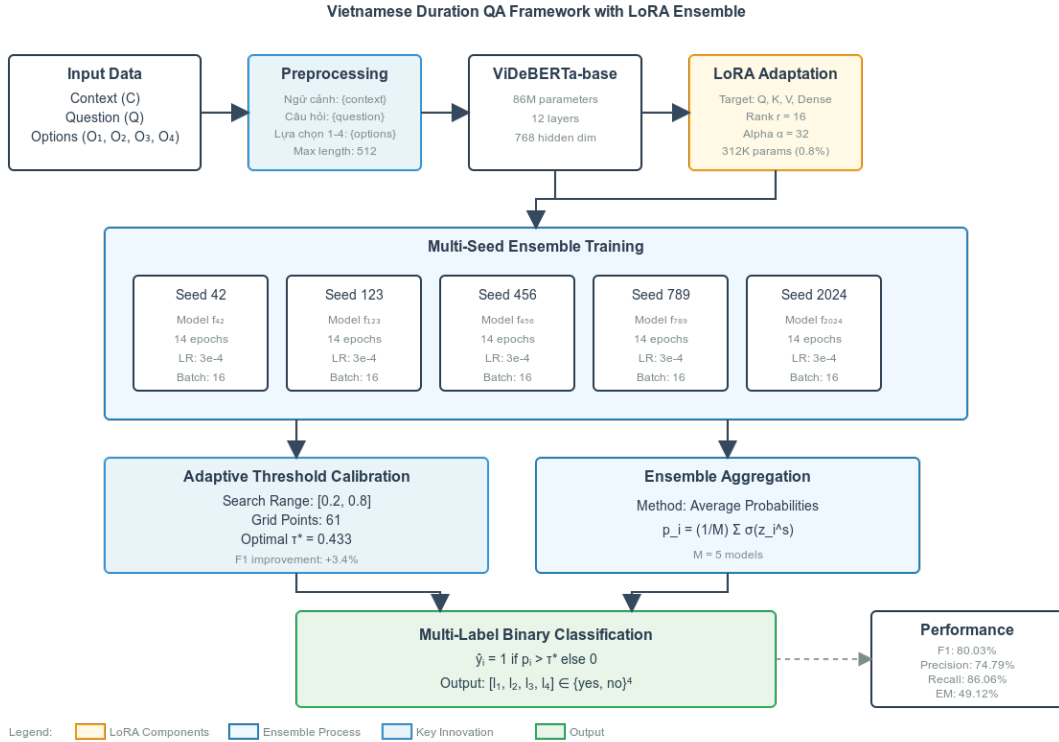 Vietnamese Duration QA Framework with LoRA Ensemble
Input Data
Context (C)
Question (Q)
Options (O₁, O₂, O₃, O₄)
Preprocessing
Ngữ cảnh: {context}
Câu hỏi: {question}
Lựa chọn 1-4: {options}
Max length: 512
ViDeBERTa-base
86M parameters
12 layers
768 hidden dim
LoRA Adaptation
Target: Q, K, V, Dense
Rank r = 16
Alpha α = 32
312K params (0.8%)
Multi-Seed Ensemble Training
Seed 42
Model f₄₂
14 epochs
LR: 3e-4
Batch: 16
Seed 123
Model f₁₂₃
14 epochs
LR: 3e-4
Batch: 16
Seed 456
Model f₄₅₆
14 epochs
LR: 3e-4
Batch: 16
Seed 789
Model f₇₈₉
14 epochs
LR: 3e-4
Batch: 16
Seed 2024
Model f₂₀₂₄
14 epochs
LR: 3e-4
Batch: 16
Adaptive Threshold Calibration
Search Range: [0.2, 0.8]
Grid Points: 61
Optimal τ* = 0.433
F1 improvement: +3.4%
Ensemble Aggregation
Method: Average Probabilities
p_i = (1/M) Σ σ(z_i^s)
M = 5 models
Multi-Label Binary Classification
ŷᵢ = 1 if pᵢ > τ* else 0
Output: [l₁, l₂, l₃, l₄] ∈ {yes, no}⁴
Performance
F1: 80.03%
Precision: 74.79%
Recall: 86.06%
EM: 49.12%
Legend:
LoRA Components
Ensemble Process
Key Innovation
Output